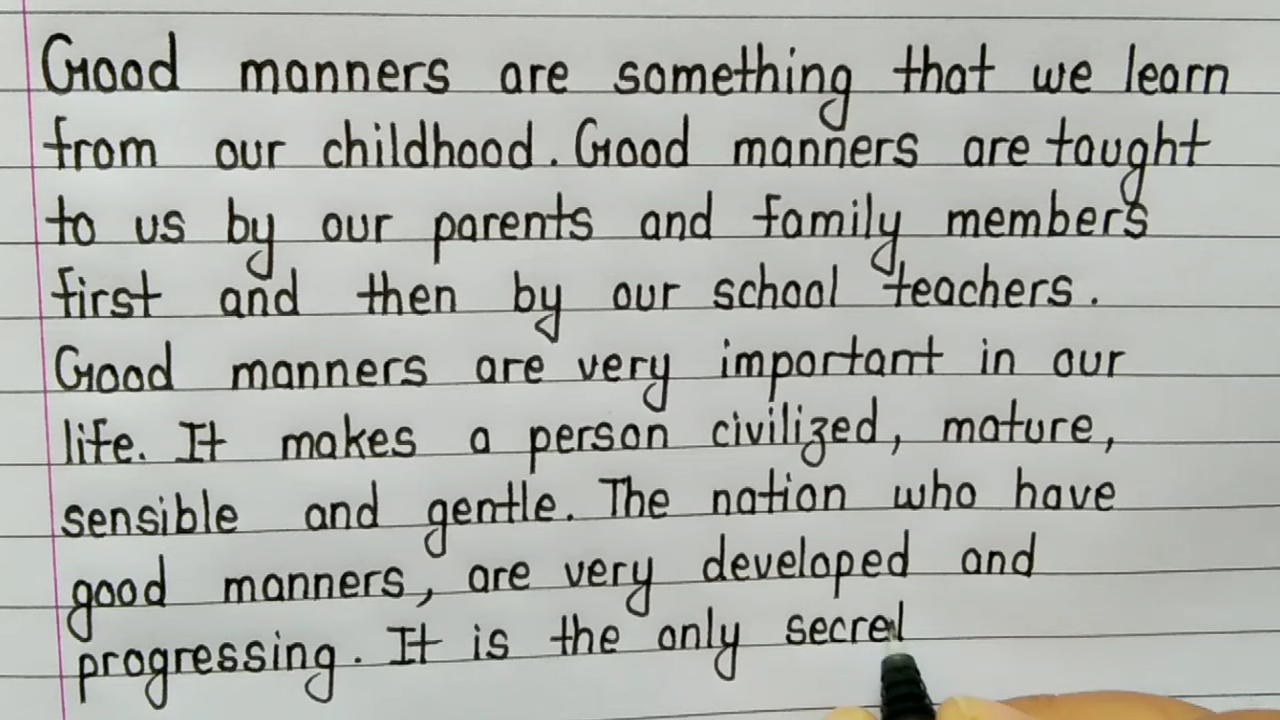 Good manners are something that we learn
from our childhood. Good manners are taught
to us by our parents and family members
first and then by our school teachers.
Good manners are very important in our
life. It makes a person civilized, mature,
sensible and gentle. The nation who have
good manners, are very developed and
progressing. It is the only